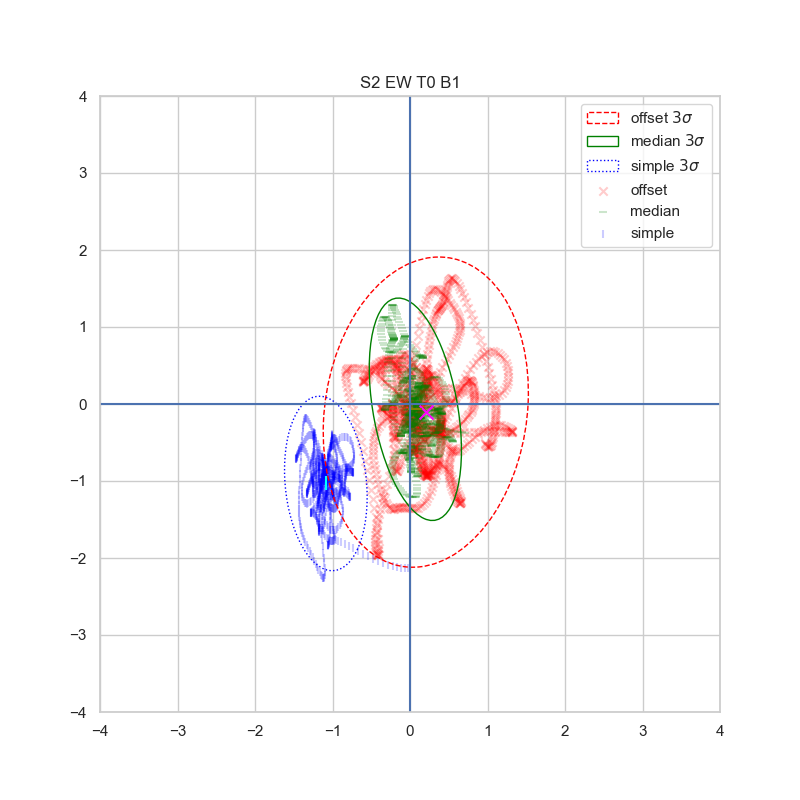 S2 EW T0 B1
offset 3σ
median 3σ
simple 3σ
offset
median
simple
4
3
2
1
0
−1
−2
−3
−4
−4 −3 −2 −1 0 1 2 3 4